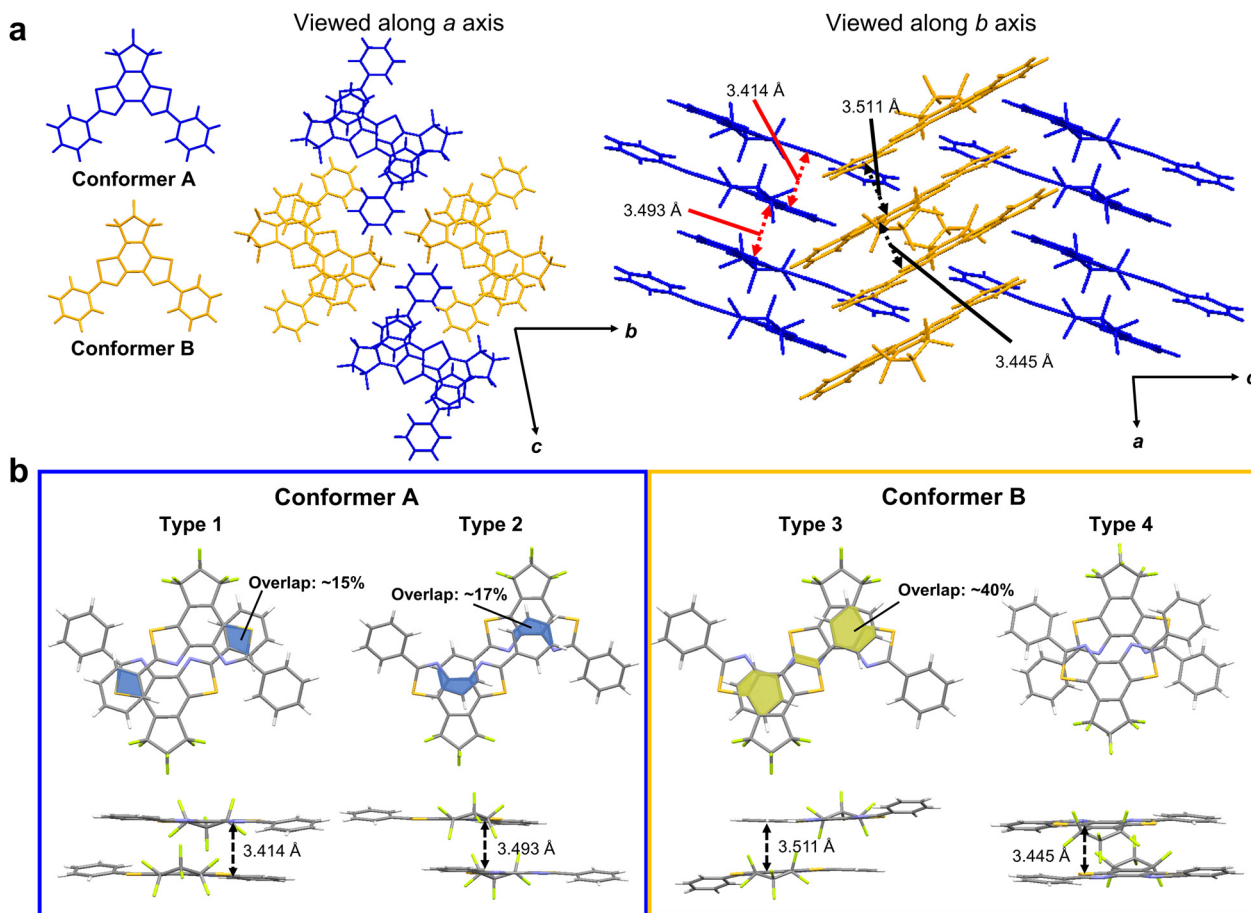 a
Viewed along a axis
Viewed along b axis
Conformer A
Conformer B
b
c
3.414 Å
3.511 Å
3.493 Å
3.445 Å
c
a
b
Conformer A
Type 1
Type 2
Overlap: ~15%
Overlap: ~17%
3.414 Å
3.493 Å
Conformer B
Type 3
Type 4
Overlap: ~40%
3.511 Å
3.445 Å